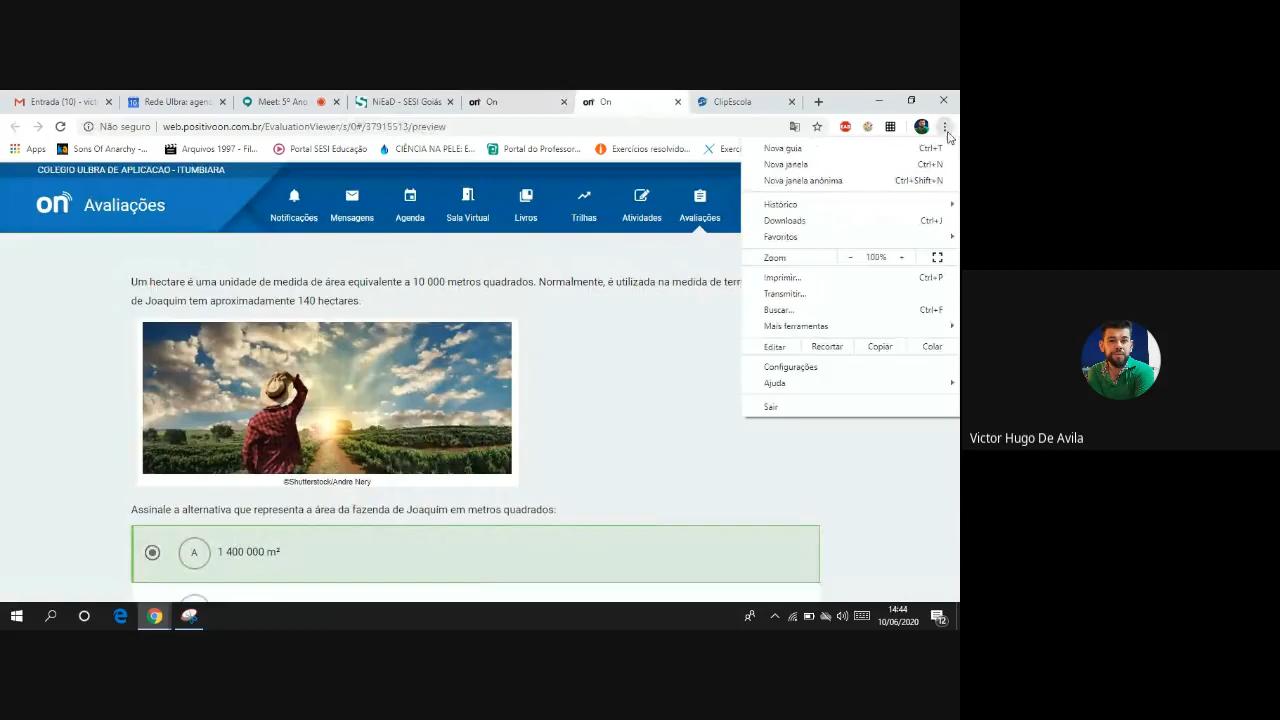 Entrada (10) - vict
Rede Ulbra: agen
Meet: 5º Ano
NiEaD - SESI Goiás
On
On
ClipEscola
Não seguro
web.positivoon.com.br/EvaluationViewer/s/0#/37915513/preview
Apps
Sons Of Anarchy -...
Arquivos 1997 - Fil...
Portal SESI Educação
CIÊNCIA NA PELE: E...
Portal do Professor...
Exercícios resolvido...
Exerc
Nova guia Ctrl+T
Nova janela Ctrl+N
Nova janela anônima Ctrl+Shift+N
Histórico
Downloads Ctrl+J
Favoritos
Zoom - 100% +
Imprimir... Ctrl+P
Transmitir...
Buscar... Ctrl+F
Mais ferramentas
Editar Recortar Copiar Colar
Configurações
Ajuda
Sair
COLEGIO ULBRA DE APLICACAO - ITUMBIARA
on Avaliações
Notificações Mensagens Agenda Sala Virtual Livros Trilhas Atividades Avaliações
Um hectare é uma unidade de medida de área equivalente a 10 000 metros quadrados. Normalmente, é utilizada na medida de terr
de Joaquim tem aproximadamente 140 hectares.
©Shutterstock/Andre Nery
Assinale a alternativa que representa a área da fazenda de Joaquim em metros quadrados:
A 1 400 000 m²
14:44
10/06/2020
12
Victor Hugo De Avila